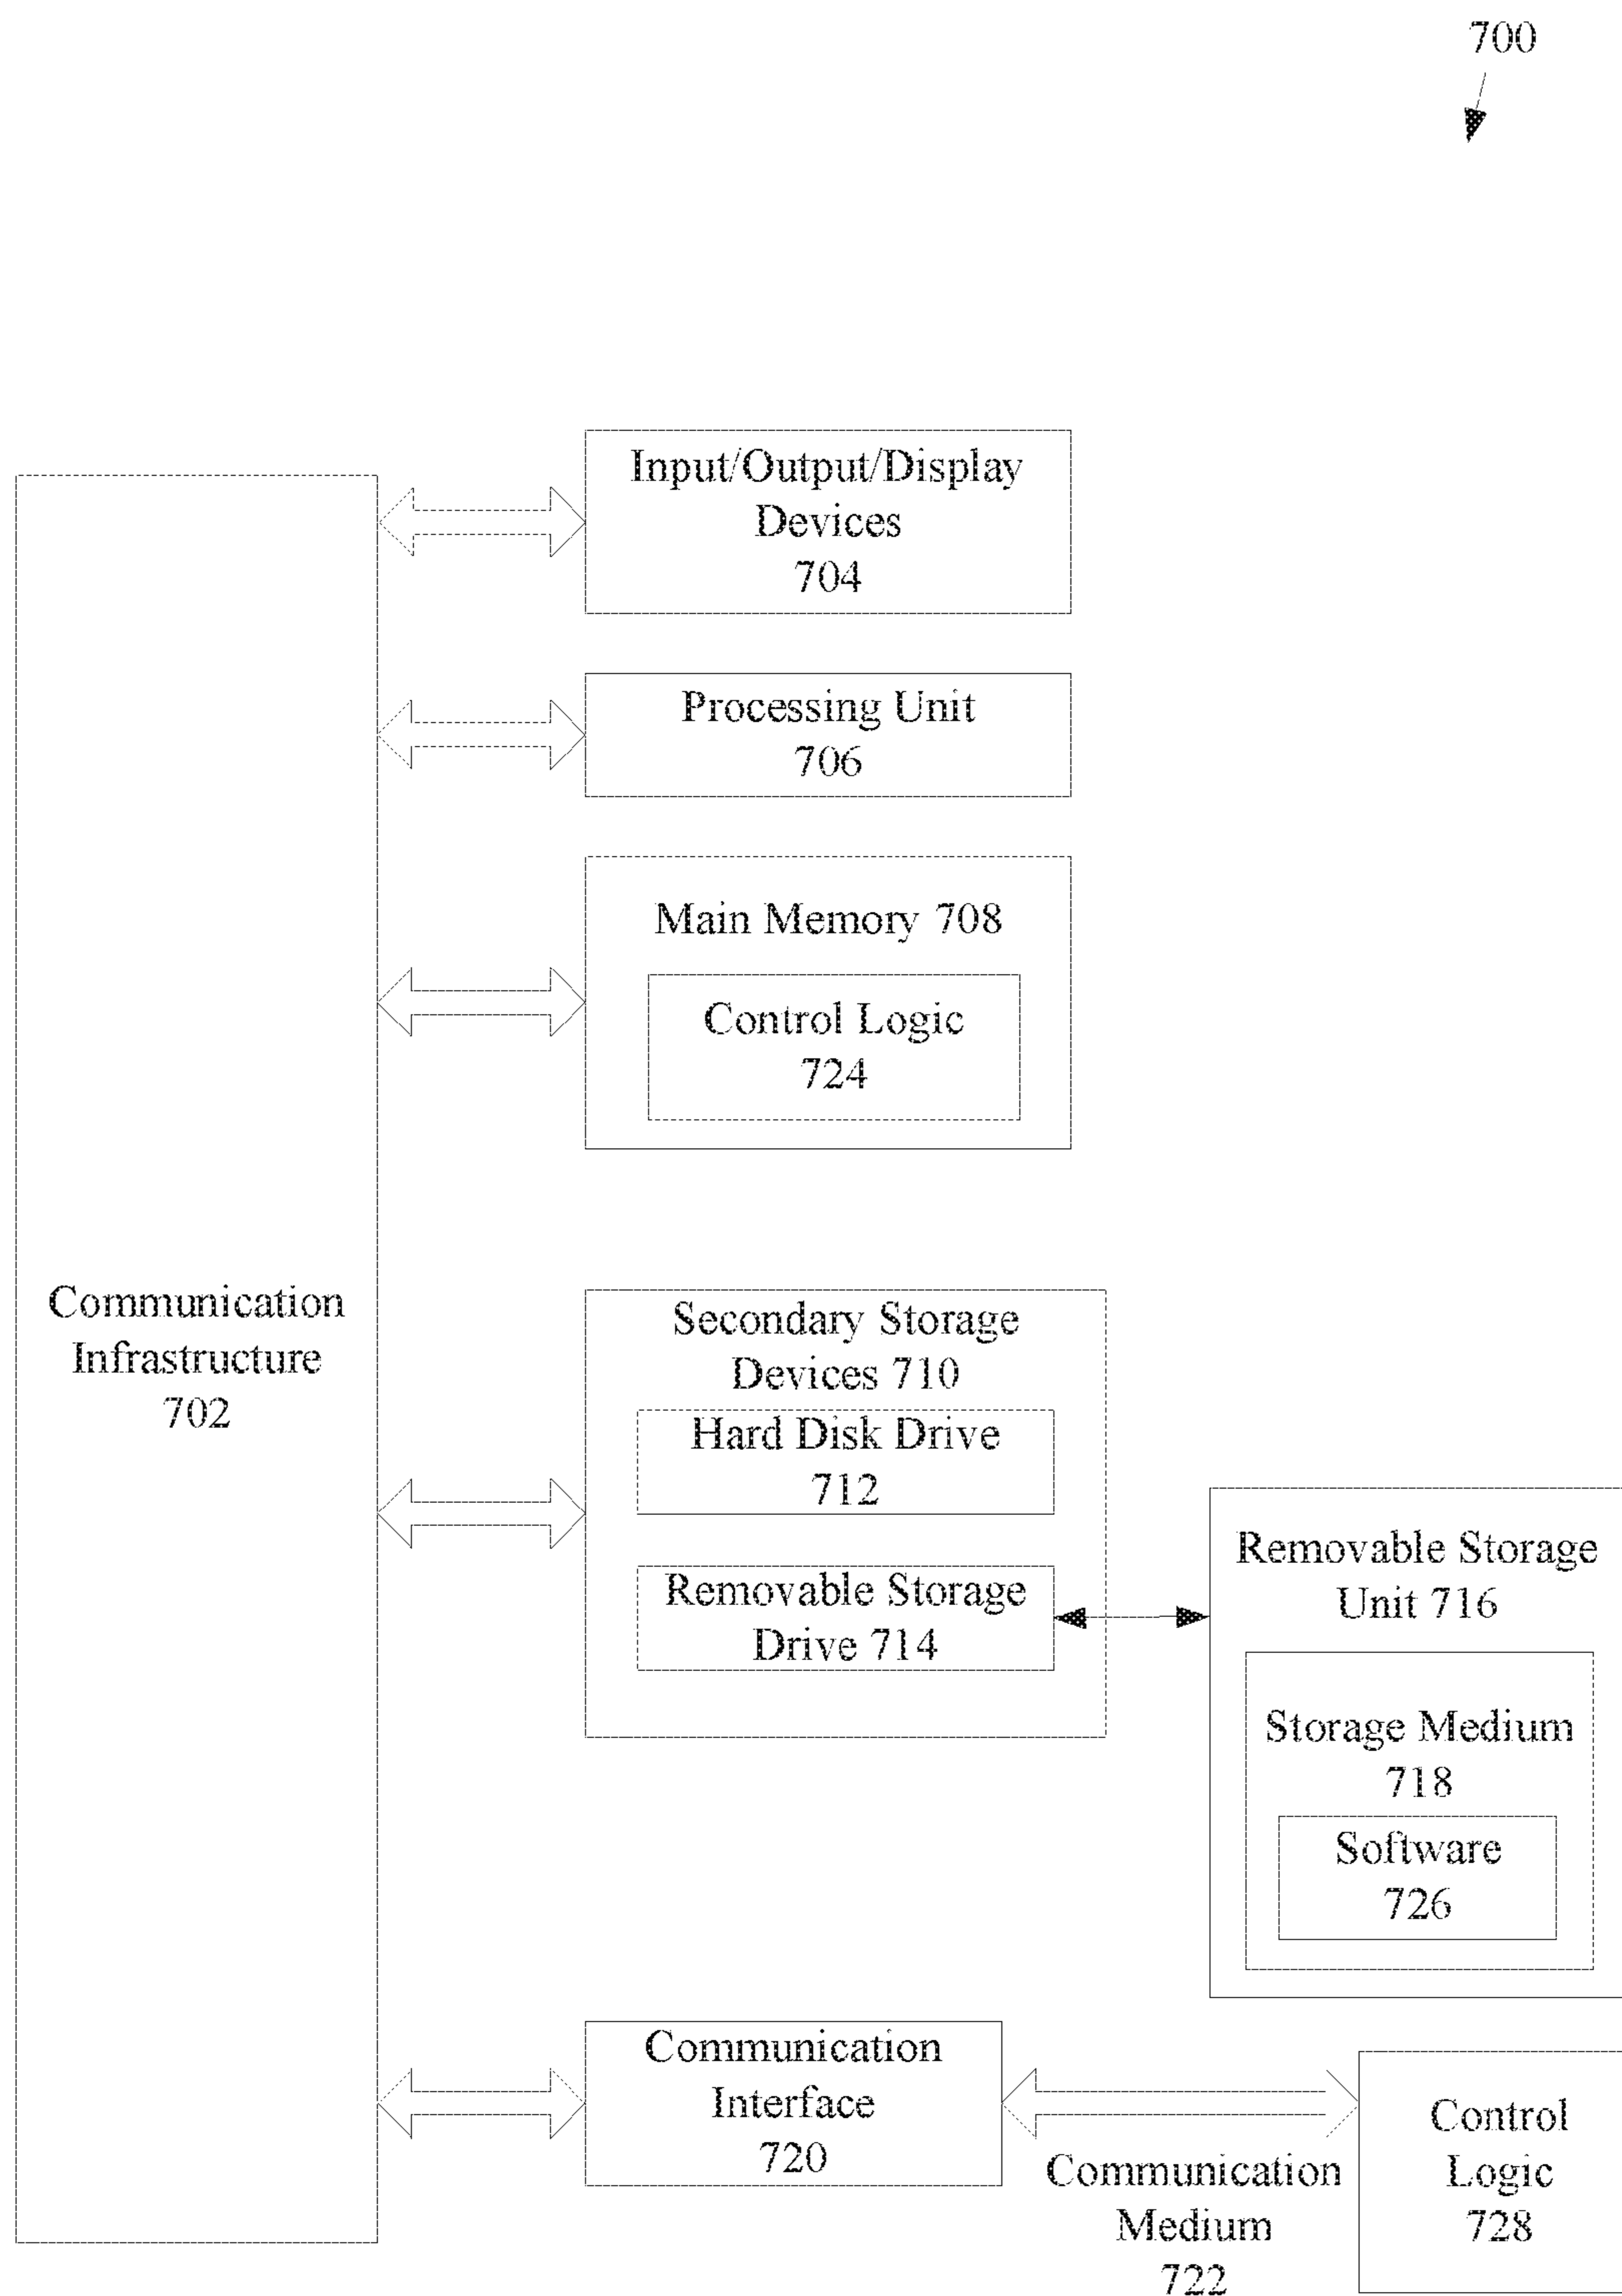 700
Input/Output/Display
Devices
704
Processing Unit
706
Main Memory 708
Control Logic
724
Communication
Infrastructure
702
Secondary Storage
Devices 710
Hard Disk Drive
712
Removable Storage
Drive 714
Removable Storage
Unit 716
Storage Medium
718
Software
726
Communication
Interface
720
Communication
Medium
722
Control
Logic
728